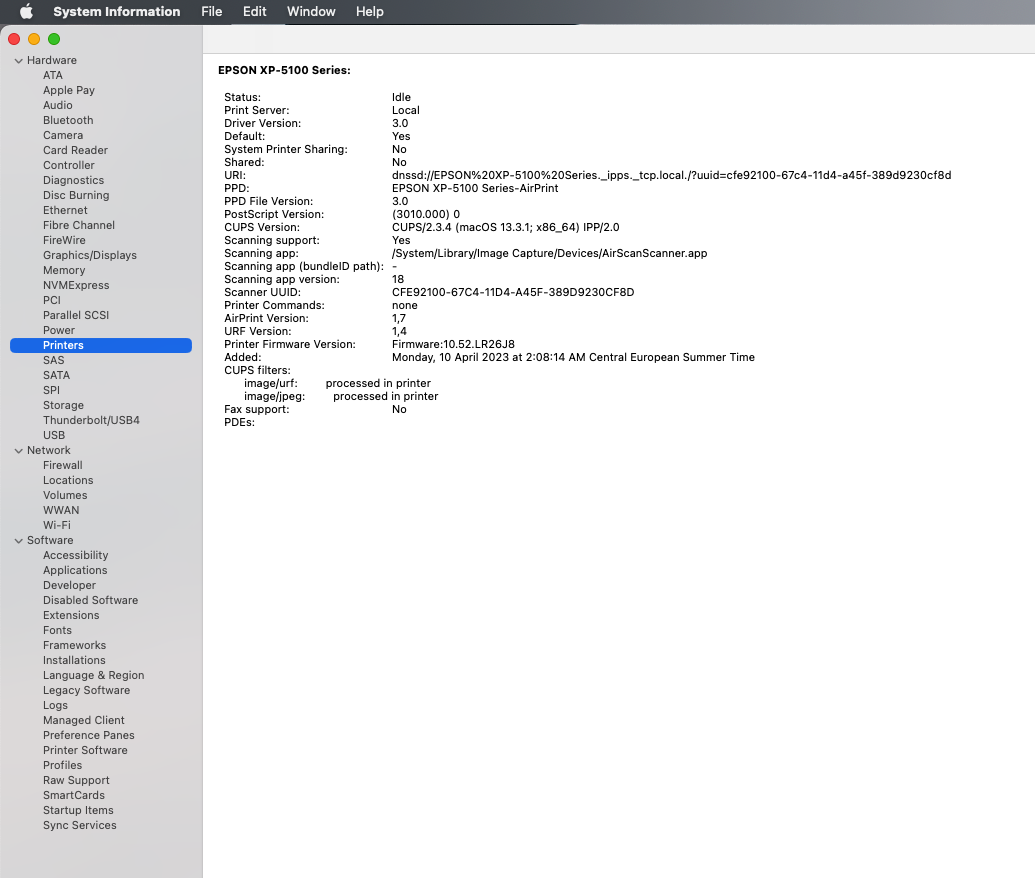 System Information File Edit Window Help
Hardware
ATA
Apple Pay
Audio
Bluetooth
Camera
Card Reader
Controller
Diagnostics
Disc Burning
Ethernet
Fibre Channel
FireWire
Graphics/Displays
Memory
NVMExpress
PCI
Parallel SCSI
Power
Printers
SAS
SATA
SPI
Storage
Thunderbolt/USB4
USB
Network
Firewall
Locations
Volumes
WWAN
Wi-Fi
Software
Accessibility
Applications
Developer
Disabled Software
Extensions
Fonts
Frameworks
Installations
Language & Region
Legacy Software
Logs
Managed Client
Preference Panes
Printer Software
Profiles
Raw Support
SmartCards
Startup Items
Sync Services
EPSON XP-5100 Series:
Status: Idle
Print Server: Local
Driver Version: 3.0
Default: Yes
System Printer Sharing: No
Shared: No
URI: dnssd://EPSON%20XP-5100%20Series._ipps._tcp.local./?uuid=cfe92100-67c4-11d4-a45f-389d9230cf8d
PPD: EPSON XP-5100 Series-AirPrint
PPD File Version: 3.0
PostScript Version: (3010.000) 0
CUPS Version: CUPS/2.3.4 (macOS 13.3.1; x86_64) IPP/2.0
Scanning support: Yes
Scanning app: /System/Library/Image Capture/Devices/AirScanScanner.app
Scanning app (bundleID path): -
Scanning app version: 18
Scanner UUID: CFE92100-67C4-11D4-A45F-389D9230CF8D
Printer Commands: none
AirPrint Version: 1,7
URF Version: 1,4
Printer Firmware Version: Firmware:10.52.LR26J8
Added: Monday, 10 April 2023 at 2:08:14 AM Central European Summer Time
CUPS filters:
image/urf: processed in printer
image/jpeg: processed in printer
Fax support: No
PDEs: